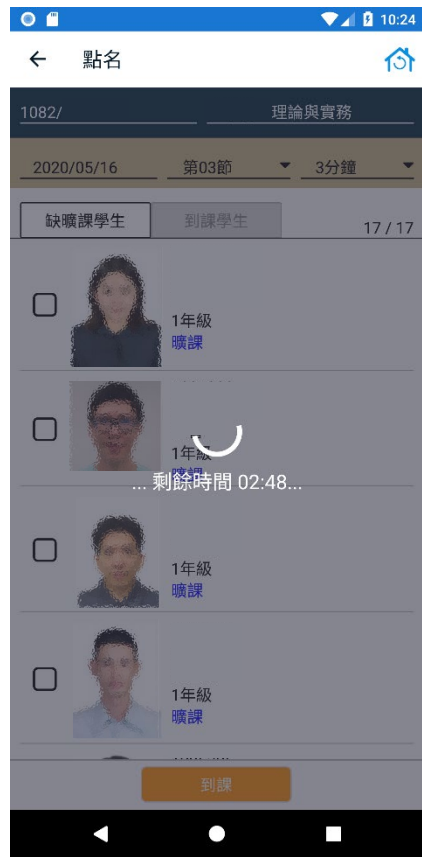 10:24
點名
1082/ 理論與實務
2020/05/16 第03節 3分鐘
缺曠課學生 到課學生 17 / 17
1年級
曠課
1年級
... 剩餘時間 02:48...
1年級
曠課
1年級
曠課
到課